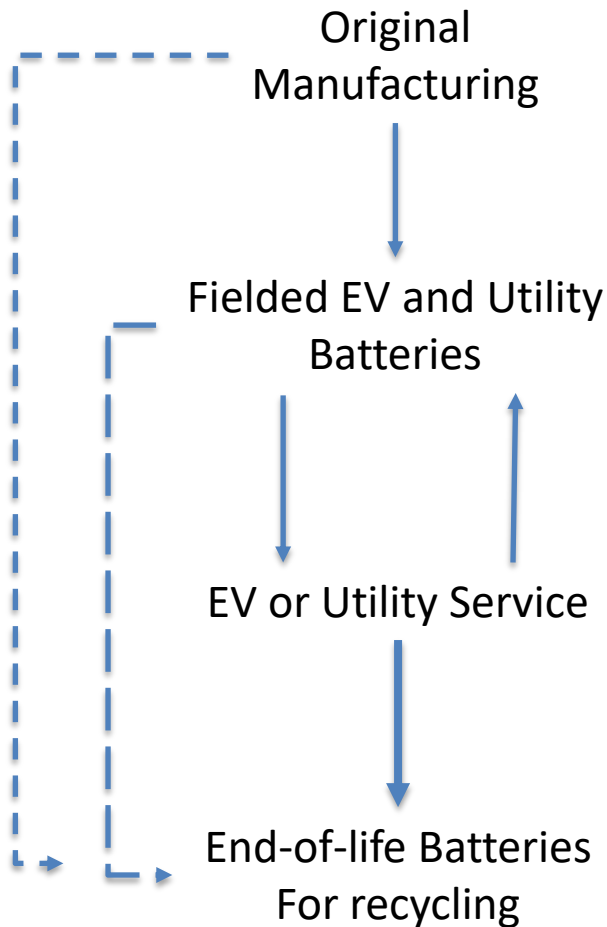 Original
Manufacturing
Fielded EV and Utility
Batteries
EV or Utility Service
End-of-life Batteries
For recycling